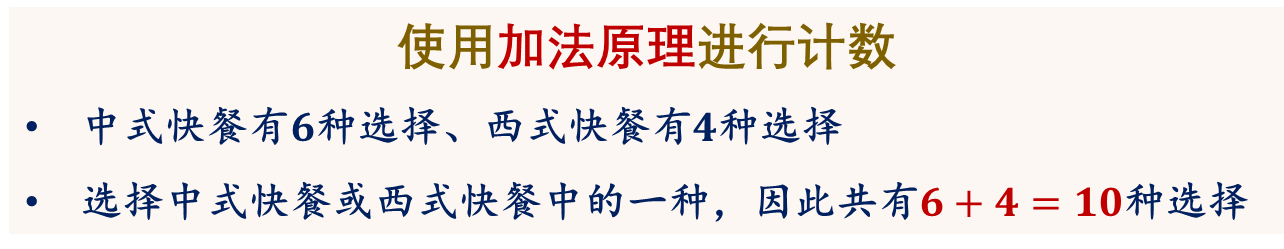 使用加法原理进行计数
• 中式快餐有6种选择、西式快餐有4种选择
• 选择中式快餐或西式快餐中的一种，因此共有6 + 4 = 10种选择